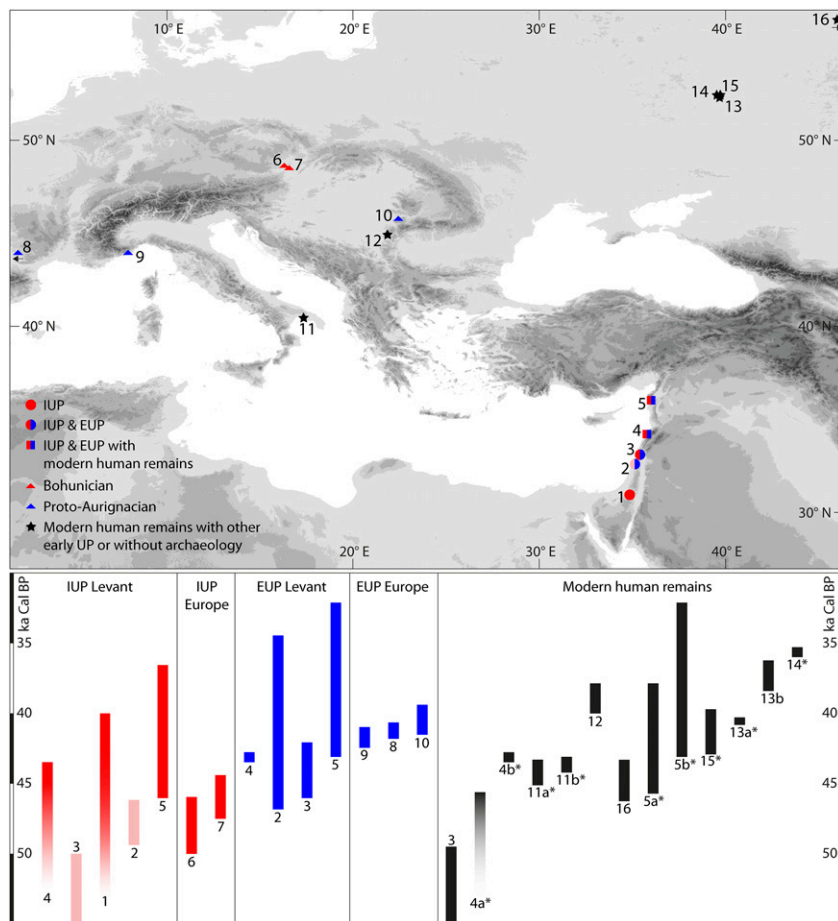 10° E 20° E 30° E 40° E
16
15
14
13
50° N 50° N
6
7
10
8
12
9
40° N 40° N
11
IUP
IUP & EUP
IUP & EUP with
modern human remains
Bohunician
Proto-Aurignacian
Modern human remains with other
early UP or without archaeology
5
4
3
2
1
30° N
20° E 30° E 40° E
ka Cal BP IUP Levant IUP Europe EUP Levant EUP Europe Modern human remains ka Cal BP
35 35
14*
13b
40 40
12 13a*
4 9 8 10 4b* 11a* 11b* 15*
5 5b*
45 45
5 7 2 3 16 5a*
2 6 3
50 50
3
4 1 4a*